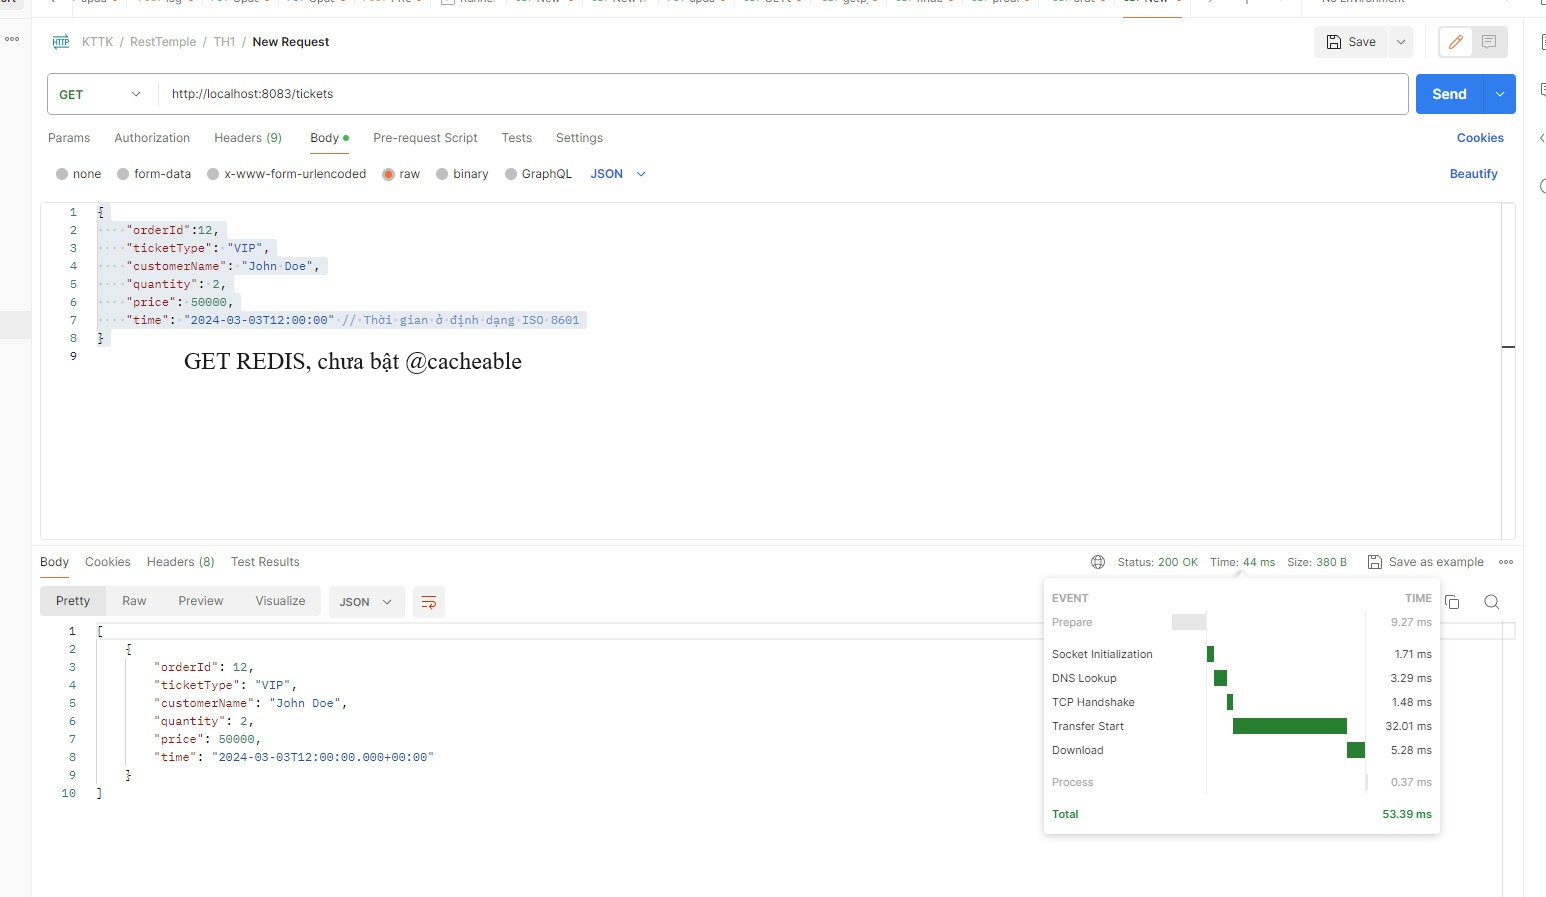 KTTK / RestTemple / TH1 / New Request
Save
GET http://localhost:8083/tickets
Send
Params Authorization Headers (9) Body Pre-request Script Tests Settings
Cookies
none form-data x-www-form-urlencoded raw binary GraphQL JSON
Beautify
1 {
2 "orderId":12,
3 "ticketType": "VIP",
4 "customerName": "John Doe",
5 "quantity": 2,
6 "price": 50000,
7 "time": "2024-03-03T12:00:00" // Thời gian ở định dạng ISO 8601
8 }
9
GET REDIS, chưa bật @cacheable
Body Cookies Headers (8) Test Results
Status: 200 OK Time: 44 ms Size: 380 B Save as example
Pretty Raw Preview Visualize JSON
1 [
2 {
3 "orderId": 12,
4 "ticketType": "VIP",
5 "customerName": "John Doe",
6 "quantity": 2,
7 "price": 50000,
8 "time": "2024-03-03T12:00:00.000+00:00"
9 }
10 ]
EVENT TIME
Prepare 9.27 ms
Socket Initialization 1.71 ms
DNS Lookup 3.29 ms
TCP Handshake 1.48 ms
Transfer Start 32.01 ms
Download 5.28 ms
Process 0.37 ms
Total 53.39 ms